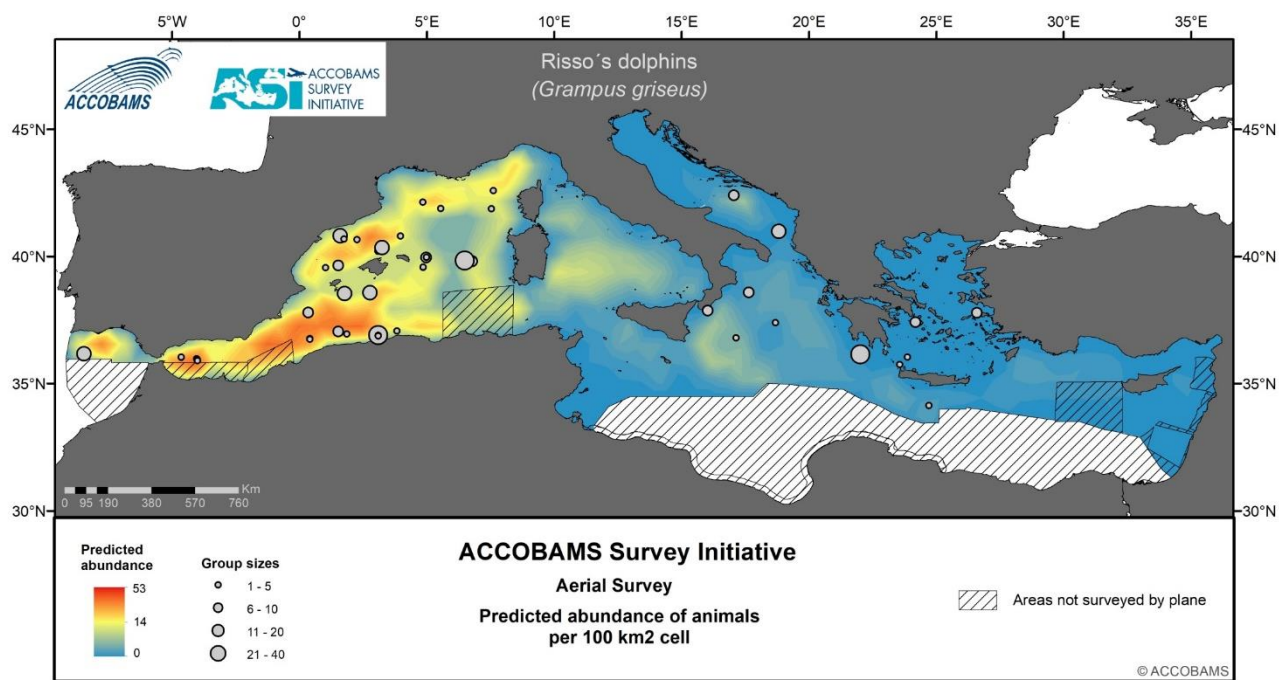 5°W 0° 5°E 10°E 15°E 20°E 25°E 30°E 35°E
ACCOBAMS
ASI
ACCOBAMS
SURVEY
INITIATIVE
Risso´s dolphins
(Grampus griseus)
45°N 45°N
40°N 40°N
35°N 35°N
30°N 30°N
Km
0 95 190 380 570 760
Predicted
abundance
53
14
0
Group sizes
1 - 5
6 - 10
11 - 20
21 - 40
ACCOBAMS Survey Initiative
Aerial Survey
Predicted abundance of animals
per 100 km2 cell
Areas not surveyed by plane
© ACCOBAMS